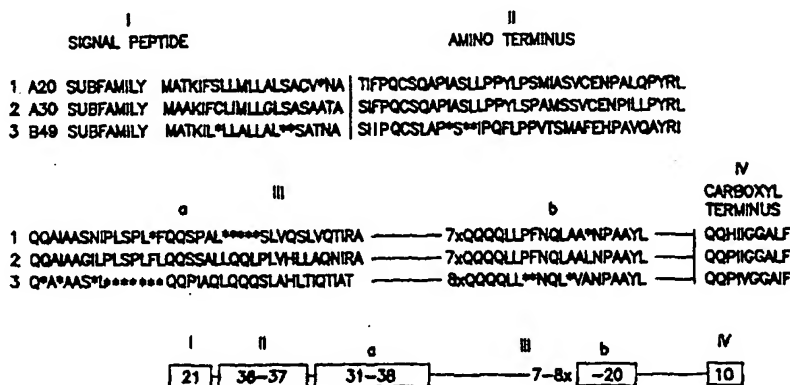 I II
SIGNAL PEPTIDE AMINO TERMINUS
1 A20 SUBFAMILY MATKIFSLLMLLALSACV*NA TIFPQCSQAPIASLLPPYLPSMIASVCENPALQPYRL
2 A30 SUBFAMILY MAAKIFCLIMLLGLSASAATA SIFPQCSQAPIASLLPPYLSPAMSSVCENPILLPYRL
3 B49 SUBFAMILY MATKIL*LLALLAL**SATNA SIIPQCSLAP*S**IPQFLPPVTSMAFEHPAVQAYRI
IV
III CARBOXYL
a b TERMINUS
1 QQAIAASNIPLSPL*FQQSPAL*****SLVQSLVQTIRA 7xQQQQLLPFNQLAA*NPAAYL QQHIIGGALF
2 QQAIAAGILPLSPLFLQQSSALLQQLPLVHLLAQNIRA 7xQQQQLLPFNQLAALNPAAYL QQPIIGGALF
3 Q*A*AAS*L*******QQPIAQLQQQSLAHLTIQTIAT 8xQQQQLL**NQL*VANPAAYL QQPIVGGAIF
I II a III b IV
21 36-37 31-38 7-8x -20 10